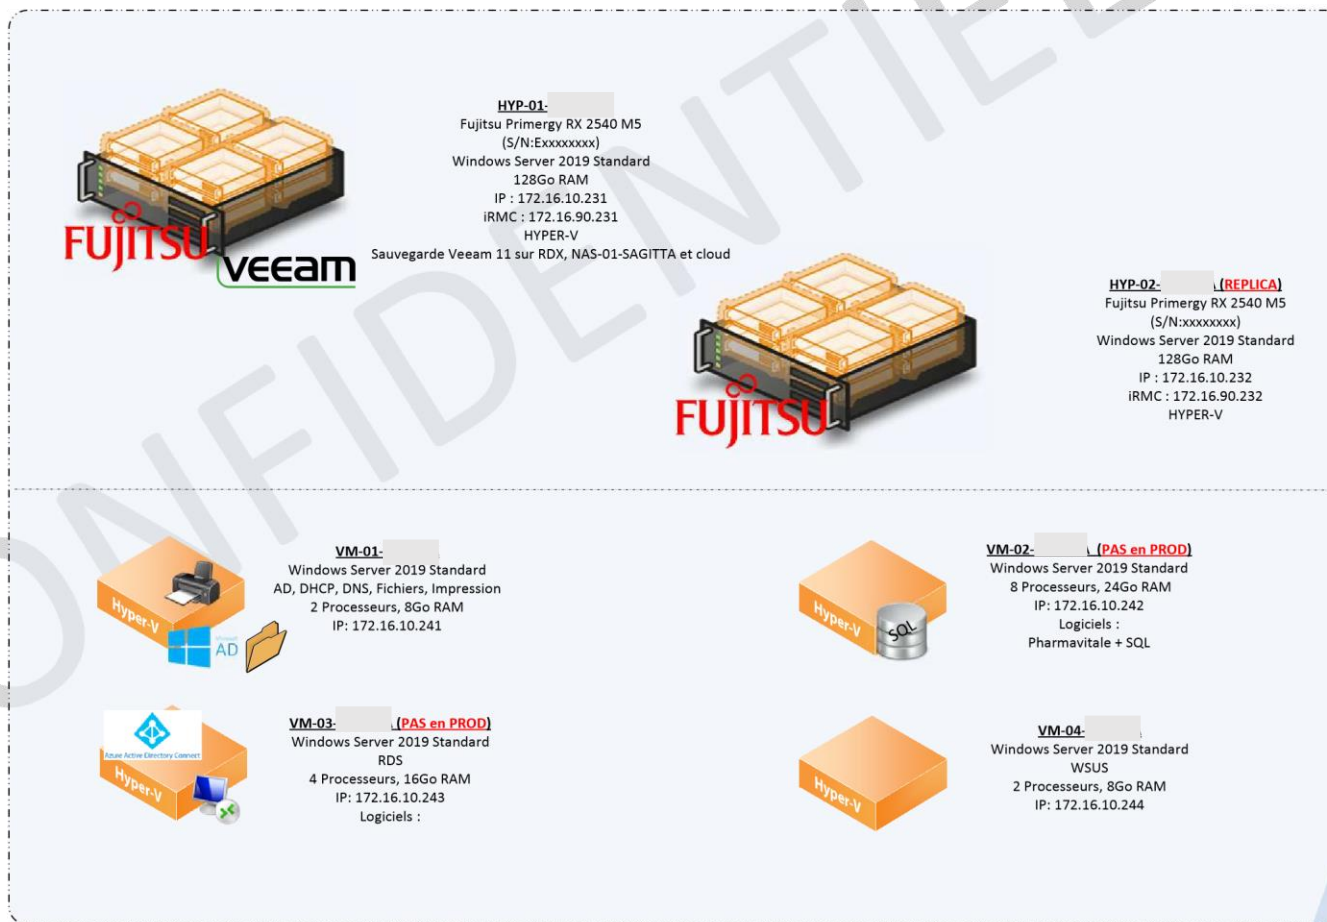 CONFIDENTIEL
HYP-01-
Fujitsu Primergy RX 2540 M5
(S/N:Exxxxxxxx)
Windows Server 2019 Standard
128Go RAM
IP : 172.16.10.231
iRMC : 172.16.90.231
HYPER-V
Sauvegarde Veeam 11 sur RDX, NAS-01-SAGITTA et cloud
FUJITSU
veeam
HYP-02- (REPLICA)
Fujitsu Primergy RX 2540 M5
(S/N:xxxxxxxx)
Windows Server 2019 Standard
128Go RAM
IP : 172.16.10.232
iRMC : 172.16.90.232
HYPER-V
FUJITSU
VM-01-
Windows Server 2019 Standard
AD, DHCP, DNS, Fichiers, Impression
2 Processeurs, 8Go RAM
IP: 172.16.10.241
Hyper-V
Microsoft
AD
VM-02- (PAS en PROD)
Windows Server 2019 Standard
8 Processeurs, 24Go RAM
IP: 172.16.10.242
Logiciels :
Pharmavitale + SQL
Hyper-V
SQL
VM-03- (PAS en PROD)
Windows Server 2019 Standard
RDS
4 Processeurs, 16Go RAM
IP: 172.16.10.243
Logiciels :
Azure Active Directory Connect
Hyper-V
VM-04-
Windows Server 2019 Standard
WSUS
2 Processeurs, 8Go RAM
IP: 172.16.10.244
Hyper-V